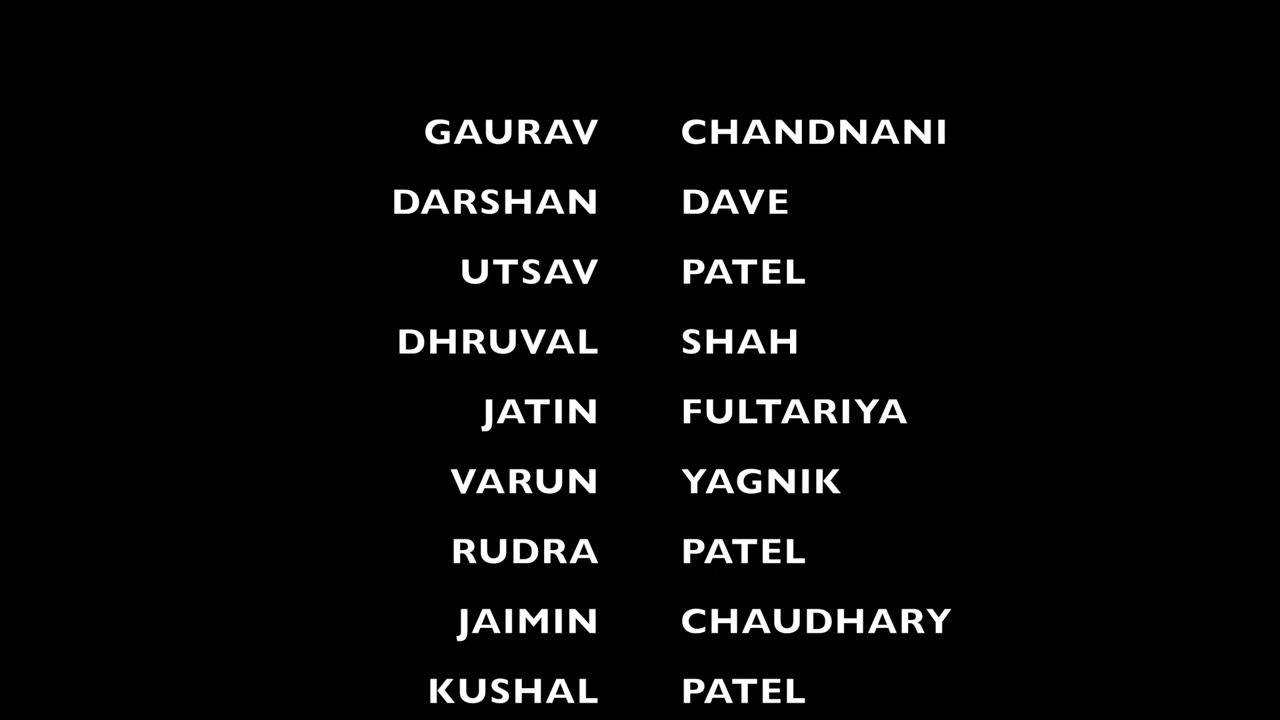 GAURAV CHANDNANI
DARSHAN DAVE
UTSAV PATEL
DHRUVAL SHAH
JATIN FULTARIYA
VARUN YAGNIK
RUDRA PATEL
JAIMIN CHAUDHARY
KUSHAL PATEL